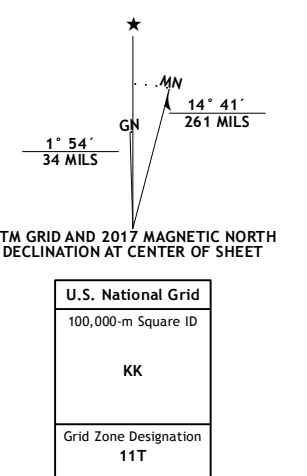 ★
MN
14° 41´
261 MILS
GN
1° 54´
34 MILS
TM GRID AND 2017 MAGNETIC NORTH
DECLINATION AT CENTER OF SHEET
U.S. National Grid
100,000-m Square ID
KK
Grid Zone Designation
11T